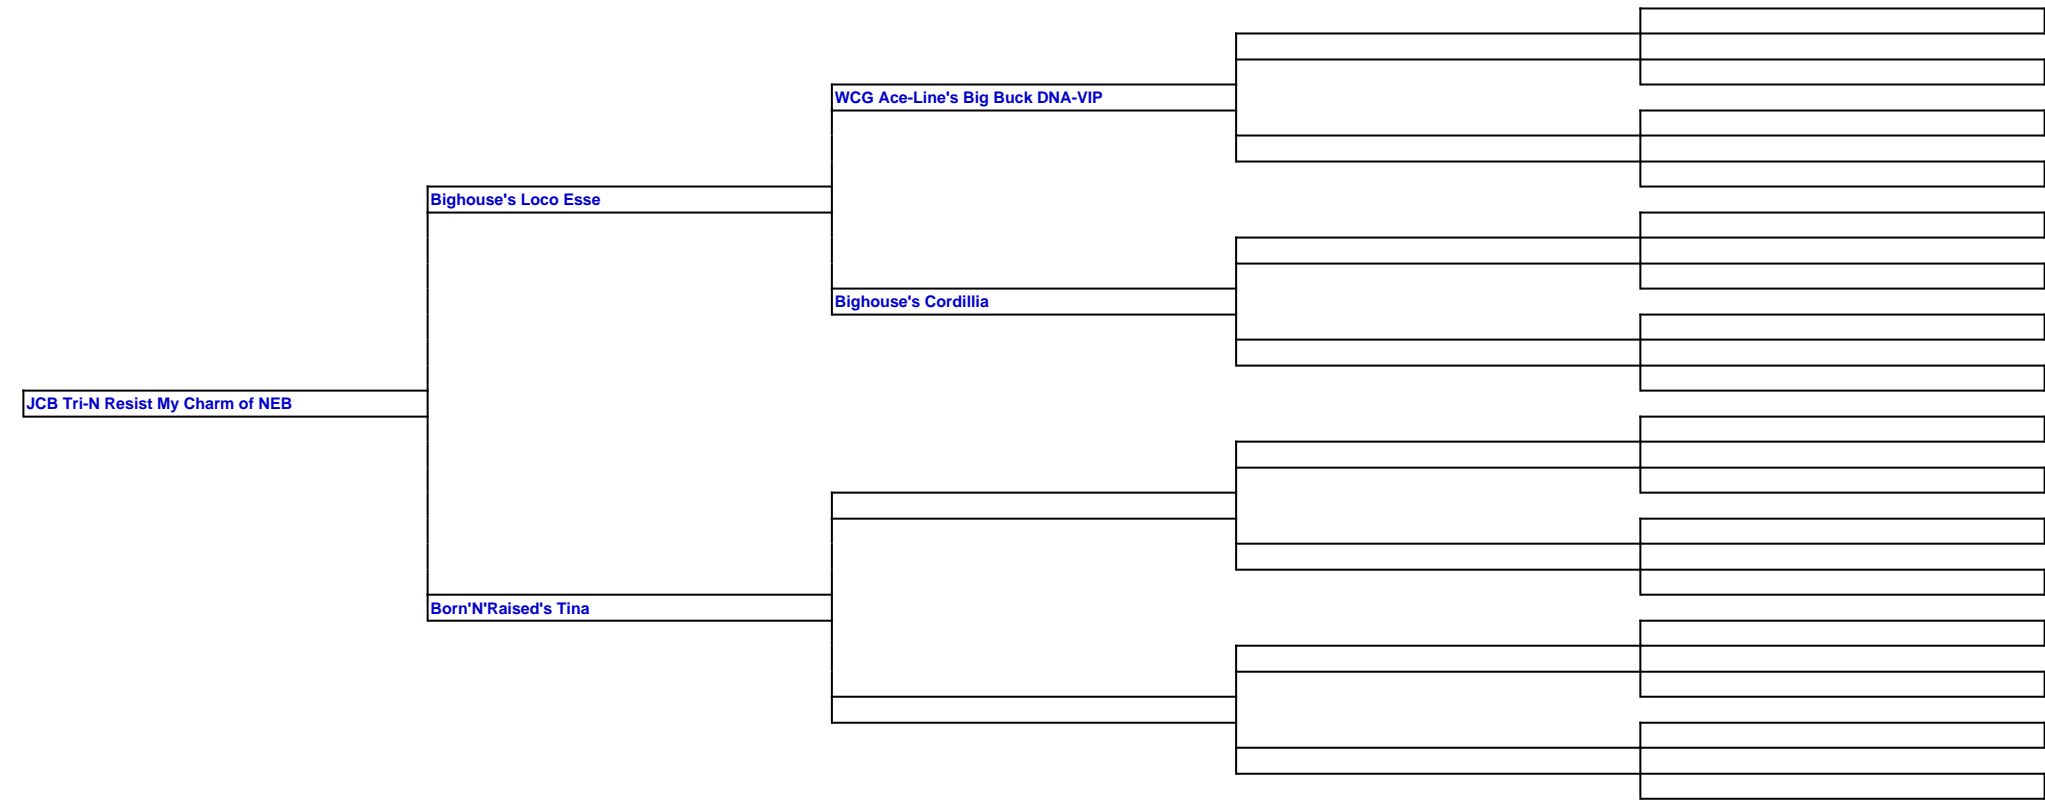 WCG Ace-Line's Big Buck DNA-VIP
Bighouse's Loco Esse
Bighouse's Cordillia
JCB Tri-N Resist My Charm of NEB
Born'N'Raised's Tina